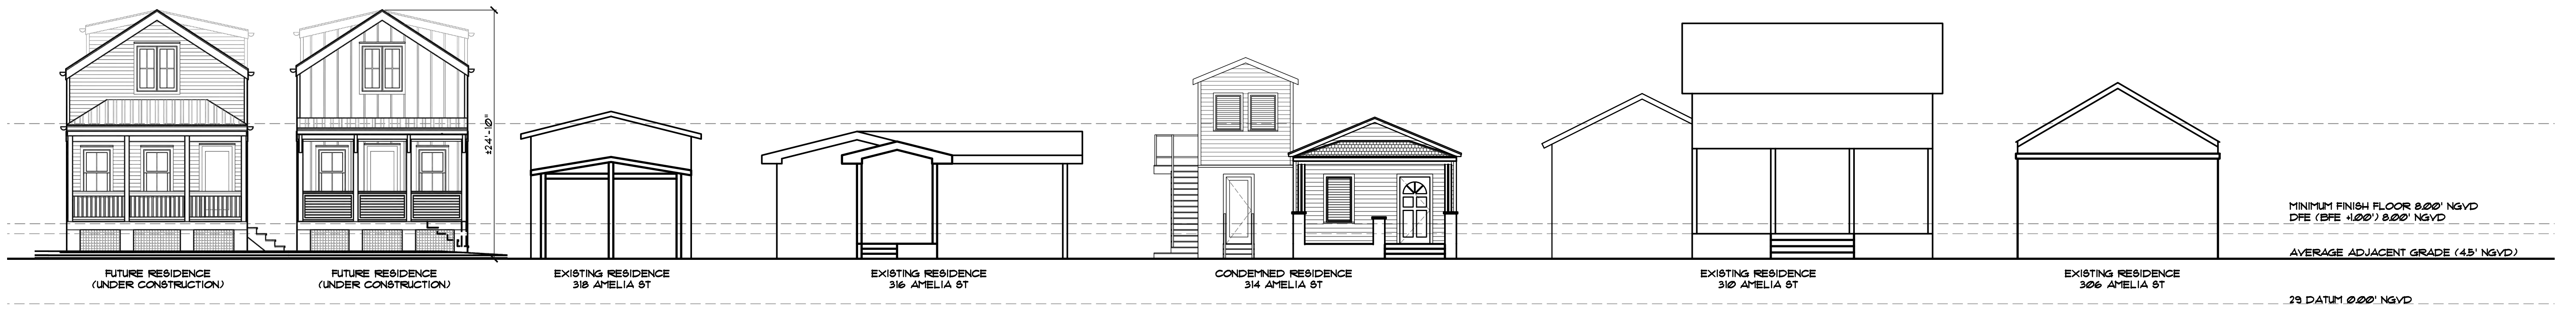 ±24'-10"
FUTURE RESIDENCE
(UNDER CONSTRUCTION)
FUTURE RESIDENCE
(UNDER CONSTRUCTION)
EXISTING RESIDENCE
318 AMELIA ST
EXISTING RESIDENCE
316 AMELIA ST
CONDEMNED RESIDENCE
314 AMELIA ST
EXISTING RESIDENCE
310 AMELIA ST
EXISTING RESIDENCE
306 AMELIA ST
MINIMUM FINISH FLOOR 8.00' NGVD
DFE (BFE +1.00') 8.00' NGVD
AVERAGE ADJACENT GRADE (4.5' NGVD)
29 DATUM 0.00' NGVD